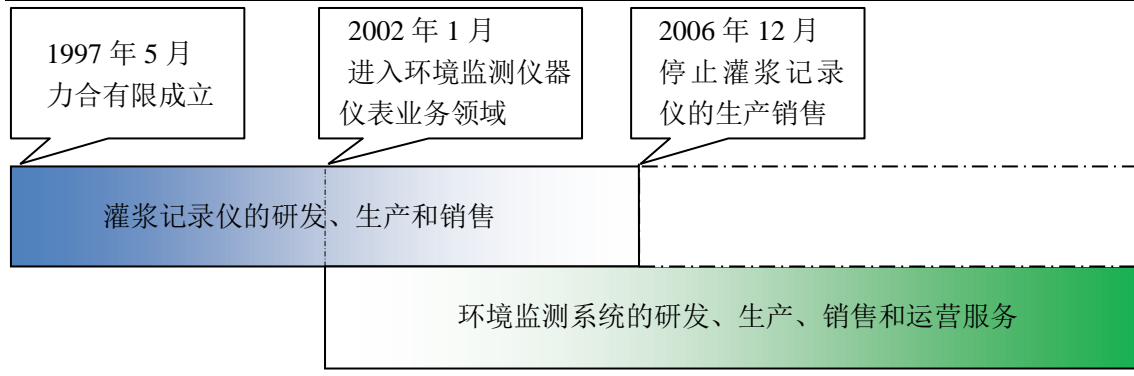 1997 年 5 月
力合有限成立
2002 年 1 月
进入环境监测仪器
仪表业务领域
2006 年 12 月
停止灌浆记录
仪的生产销售
灌浆记录仪的研发、生产和销售
环境监测系统的研发、生产、销售和运营服务